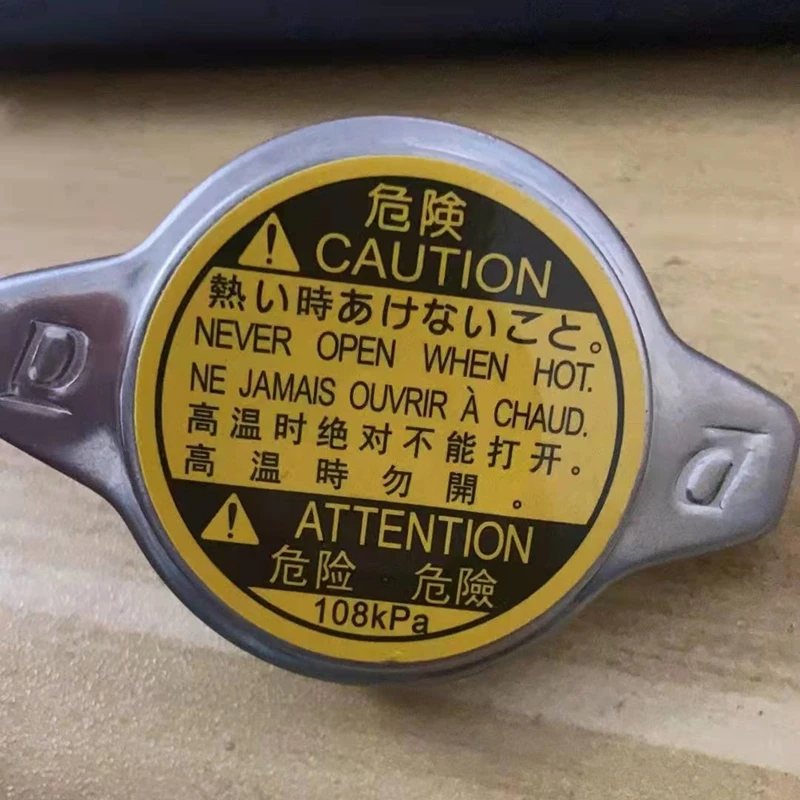 危険
CAUTION
熱い時あけないこと。
NEVER OPEN WHEN HOT.
NE JAMAIS OUVRIR À CHAUD.
高温时绝对不能打开。
高温時勿開。
ATTENTION
危险 危險
108kPa